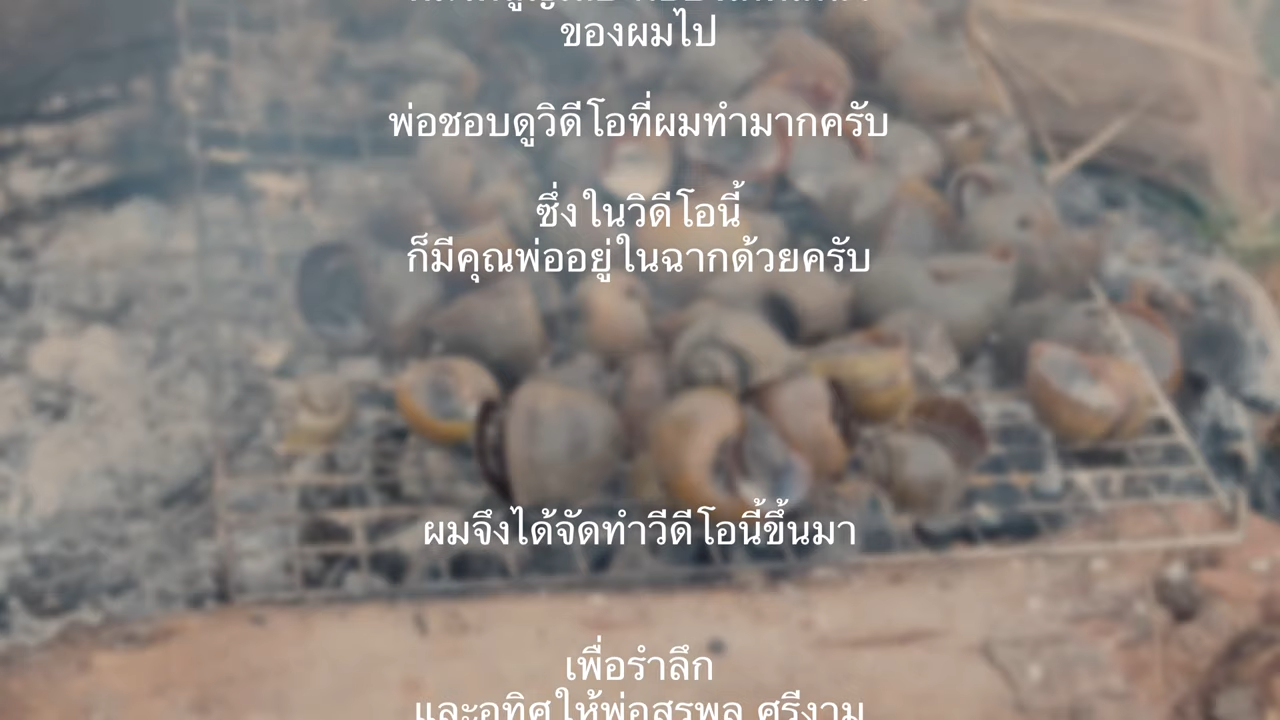 ของผมไป
พ่อชอบดูวิดีโอที่ผมทำมากครับ
ซึ่งในวิดีโอนี้
ก็มีคุณพ่ออยู่ในฉากด้วยครับ
ผมจึงได้จัดทำวีดีโอนี้ขึ้นมา
เพื่อรำลึก
และอุทิศให้พ่อสุรพล ศรีงาม